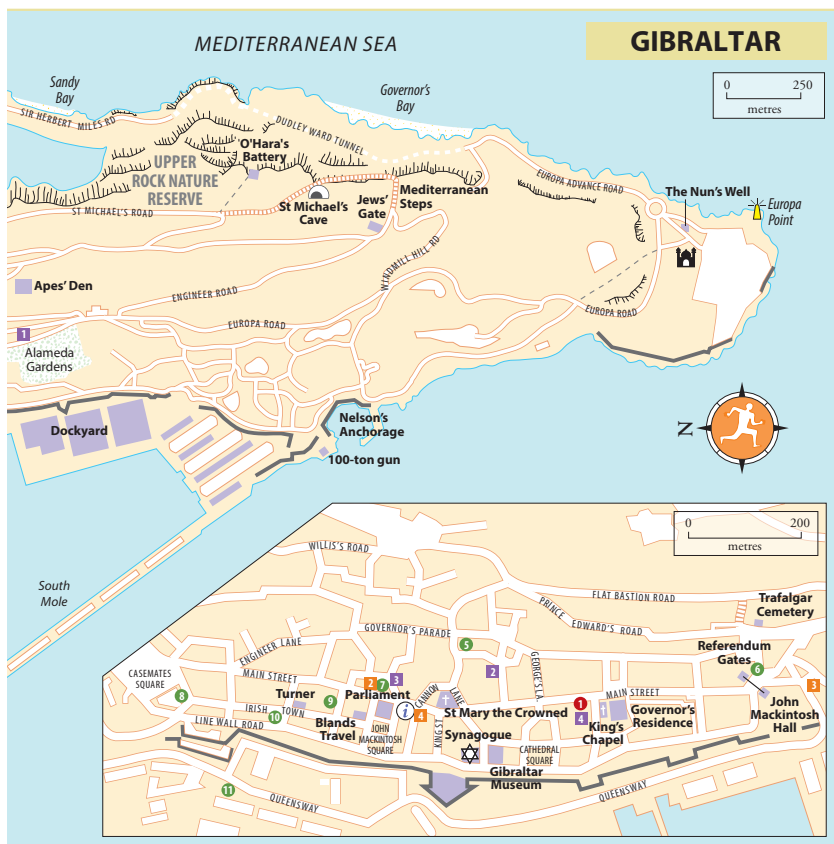 GIBRALTAR
MEDITERRANEAN SEA
0 250
metres
Sandy
Bay
Governor's
Bay
SIR HERBERT MILES RD
DUDLEY WARD TUNNEL
O'Hara's
Battery
UPPER
ROCK NATURE
RESERVE
St Michael's
Cave
Jews'
Gate
Mediterranean
Steps
EUROPA ADVANCE ROAD
The Nun's Well
Europa
Point
ST MICHAEL'S ROAD
WINDMILL HILL RD
Apes' Den
ENGINEER ROAD
EUROPA ROAD
EUROPA ROAD
1
Alameda
Gardens
Dockyard
Nelson's
Anchorage
100-ton gun
N
South
Mole
0 200
metres
WILLIS'S ROAD
FLAT BASTION ROAD
PRINCE EDWARD'S ROAD
Trafalgar
Cemetery
GOVERNOR'S PARADE
ENGINEER LANE
5
GEORGE'S LA.
Referendum
Gates
6
CASEMATES
SQUARE
MAIN STREET
2
7
3
2
3
8
Turner
9
Parliament
CANNON LANE
1
MAIN STREET
IRISH TOWN
10
i
4
St Mary the Crowned
4
King's
Chapel
Governor's
Residence
John
Mackintosh
Hall
LINE WALL ROAD
Blands
Travel
JOHN
MACKINTOSH
SQUARE
KING ST
Synagogue
CATHEDRAL
SQUARE
Gibraltar
Museum
11
QUEENSWAY
QUEENSWAY